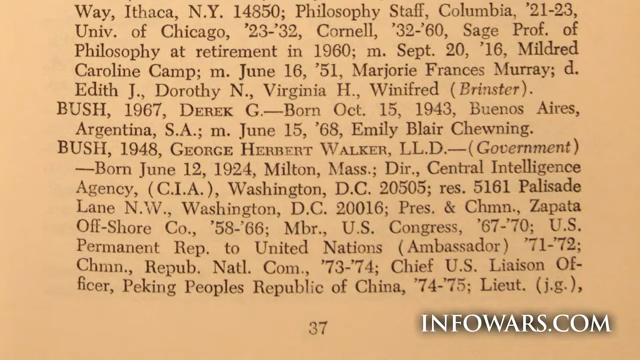 Way, Ithaca, N.Y. 14850; Philosophy Staff, Columbia, '21-23,
Univ. of Chicago, '23-'32, Cornell, '32-'60, Sage Prof. of
Philosophy at retirement in 1960; m. Sept. 20, '16, Mildred
Caroline Camp; m. June 16, '51, Marjorie Frances Murray; d.
Edith J., Dorothy N., Virginia H., Winifred (Brinster).
BUSH, 1967, DEREK G.—Born Oct. 15, 1943, Buenos Aires,
Argentina, S.A.; m. June 15, '68, Emily Blair Chewning.
BUSH, 1948, GEORGE HERBERT WALKER, LL.D.—(Government)
—Born June 12, 1924, Milton, Mass.; Dir., Central Intelligence
Agency, (C.I.A.), Washington, D.C. 20505; res. 5161 Palisade
Lane N.W., Washington, D.C. 20016; Pres. & Chmn., Zapata
Off-Shore Co., '58-'66; Mbr., U.S. Congress, '67-'70; U.S.
Permanent Rep. to United Nations (Ambassador) '71-'72;
Chmn., Repub. Natl. Com., '73-'74; Chief U.S. Liaison Of-
ficer, Peking Peoples Republic of China, '74-'75; Lieut. (j.g.),
37
INFOWARS.COM